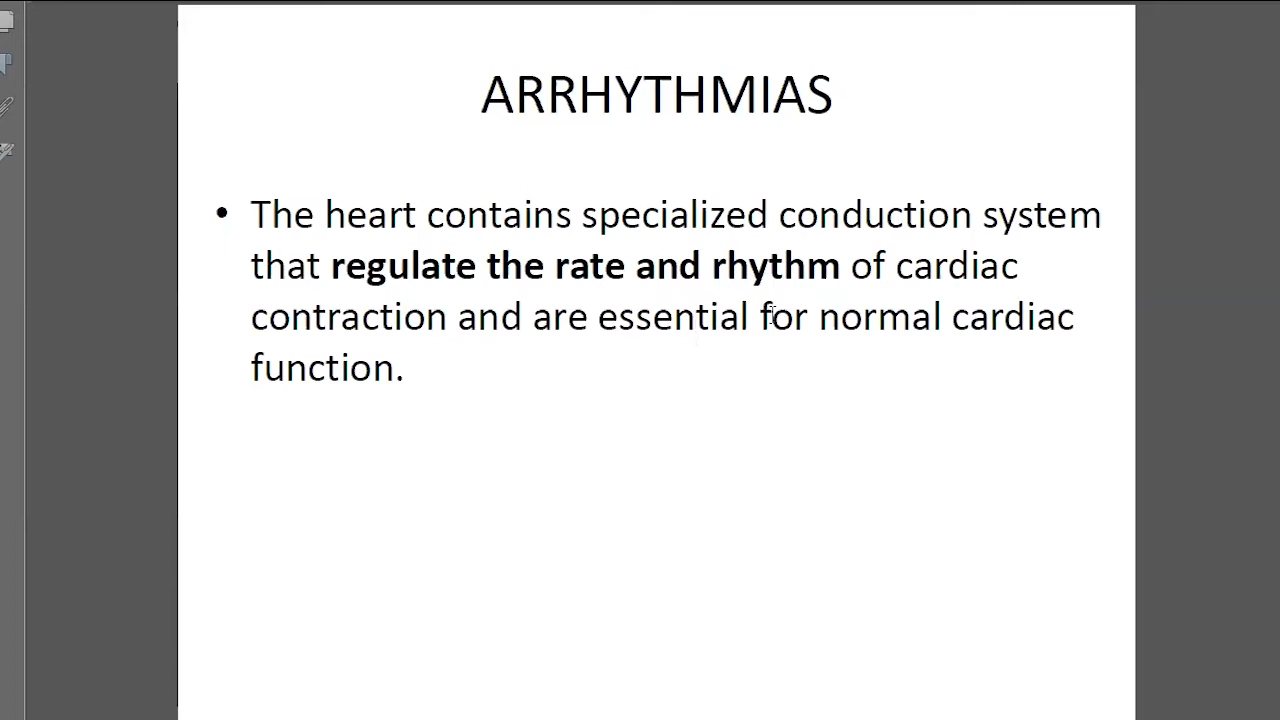 ARRHYTHMIAS
• The heart contains specialized conduction system
that regulate the rate and rhythm of cardiac
contraction and are essential for normal cardiac
function.